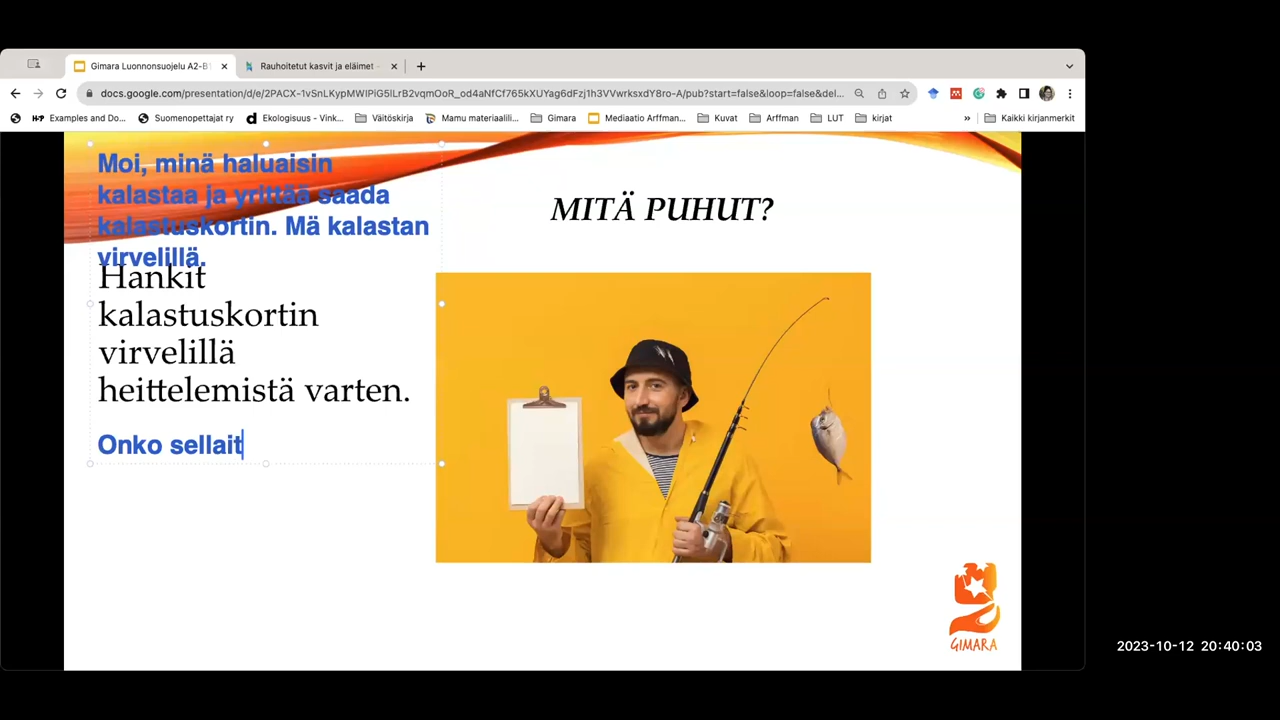 Gimara Luonnonsuojelu A2-B1
Rauhoitetut kasvit ja eläimet
docs.google.com/presentation/d/e/2PACX-1vSnLKypMWIPiG5lLrB2vqmOoR_od4aNfCf765kXUYag6dFzj1h3VVwrksxdY8ro-A/pub?start=false&loop=false&del...
Examples and Do...
Suomenopettajat ry
Ekologisuus - Vink...
Väitöskirja
Mamu materiaalili...
Gimara
Mediaatio Arffman...
Kuvat
Arffman
LUT
kirjat
»
Kaikki kirjanmerkit
Moi, minä haluaisin
kalastaa ja yrittää saada
kalastuskortin. Mä kalastan
virvelillä.
MITÄ PUHUT?
Hankit
kalastuskortin
virvelillä
heittelemistä varten.
Onko sellait
GIMARA
2023-10-12 20:40:03